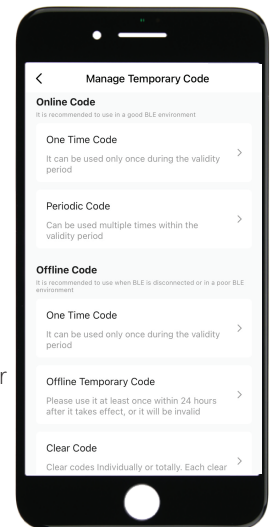 Manage Temporary Code
Online Code
It is recommended to use in a good BLE environment
One Time Code
It can be used only once during the validity
period
Periodic Code
Can be used multiple times within the
validity period
Offline Code
It is recommended to use when BLE is disconnected or in a poor BLE
environment
One Time Code
It can be used only once during the validity
period
r
Offline Temporary Code
Please use it at least once within 24 hours
after it takes effect, or it will be invalid
Clear Code
Clear codes Individually or totally. Each clear